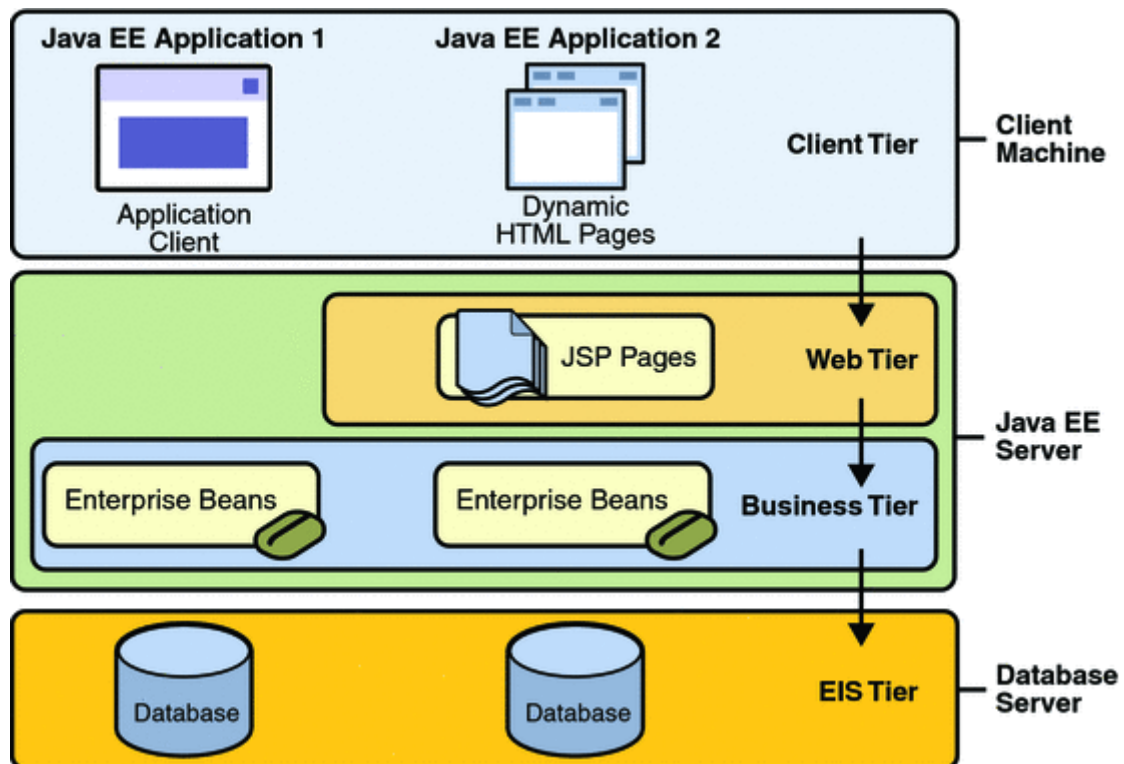 Java EE Application 1
Java EE Application 2
Application
Client
Dynamic
HTML Pages
Client Tier
Client
Machine
JSP Pages
Web Tier
Java EE
Server
Enterprise Beans
Enterprise Beans
Business Tier
Database
Database
EIS Tier
Database
Server